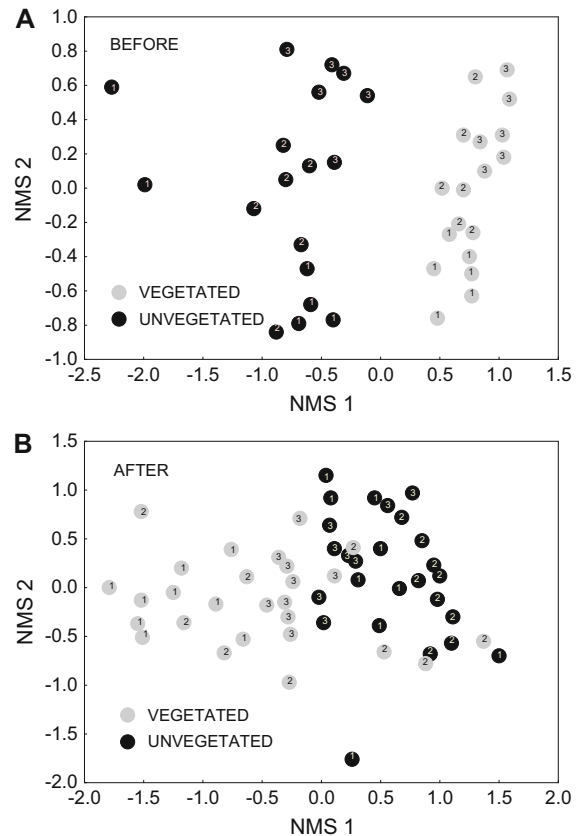 A
BEFORE
NMS 2
1.0
0.8
0.6
0.4
0.2
0.0
-0.2
-0.4
-0.6
-0.8
-1.0
VEGETATED
UNVEGETATED
-2.5 -2.0 -1.5 -1.0 -0.5 0.0 0.5 1.0 1.5
NMS 1
B
AFTER
NMS 2
1.5
1.0
0.5
0.0
-0.5
-1.0
-1.5
-2.0
VEGETATED
UNVEGETATED
-2.0 -1.5 -1.0 -0.5 0.0 0.5 1.0 1.5 2.0
NMS 1